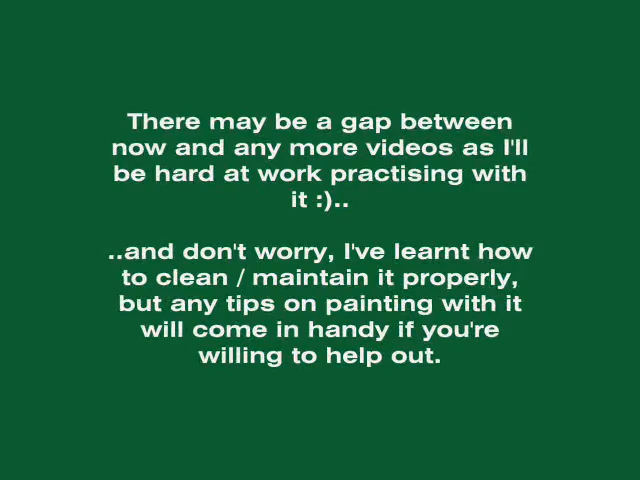 There may be a gap between
now and any more videos as I'll
be hard at work practising with
it :)..
..and don't worry, I've learnt how
to clean / maintain it properly,
but any tips on painting with it
will come in handy if you're
willing to help out.